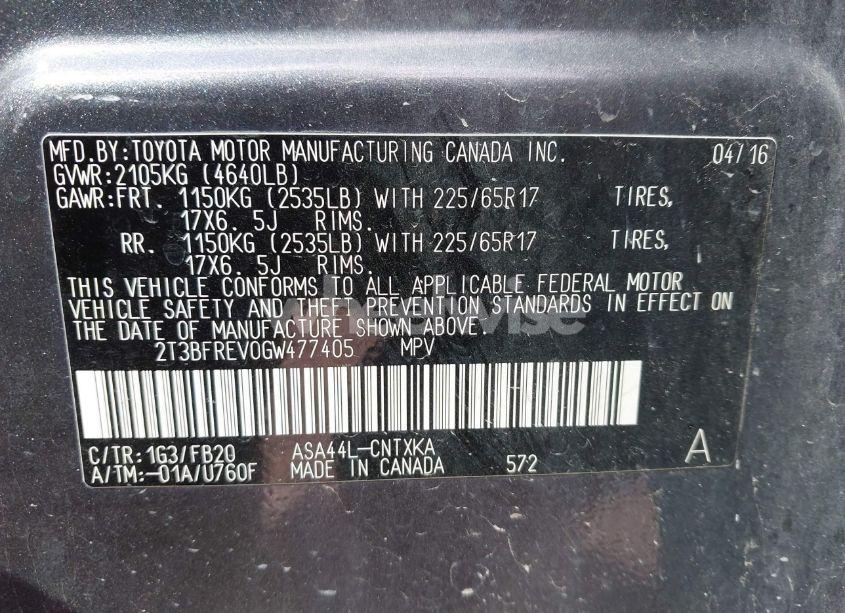 MFD.BY:TOYOTA MOTOR MANUFACTURING CANADA INC. 04/16
GVWR:2105KG (4640LB)
GAWR:FRT. 1150KG (2535LB) WITH 225/65R17 TIRES,
17X6. 5J RIMS.
RR. 1150KG (2535LB) WITH 225/65R17 TIRES,
17X6. 5J RIMS.
THIS VEHICLE CONFORMS TO ALL APPLICABLE FEDERAL MOTOR
VEHICLE SAFETY AND THEFT PREVENTION STANDARDS IN EFFECT ON
THE DATE OF MANUFACTURE SHOWN ABOVE.
2T3BFREV0GW477405 MPV
C/TR:1G3/FB20 ASA44L-CNTXKA
A/TM:-01A/U760F MADE IN CANADA 572 A